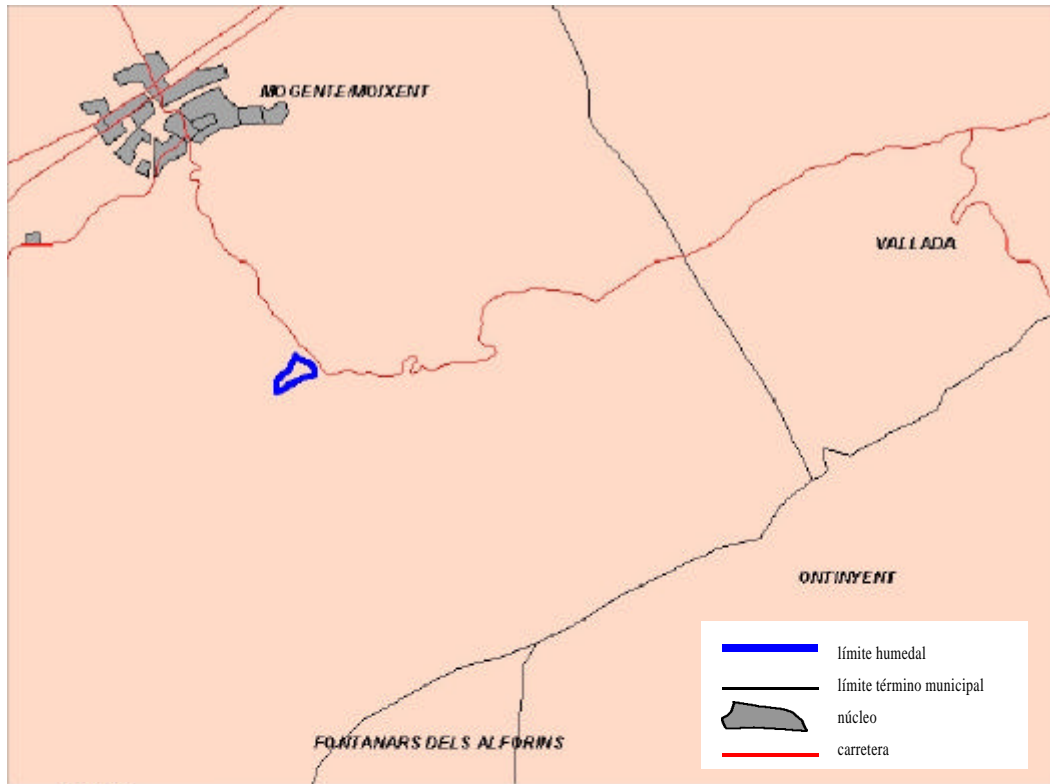 MOGENTE/MOIXENT
VALLADA
ONTINYENT
FONTANARS DELS ALFORINS
límite humedal
límite término municipal
núcleo
carretera